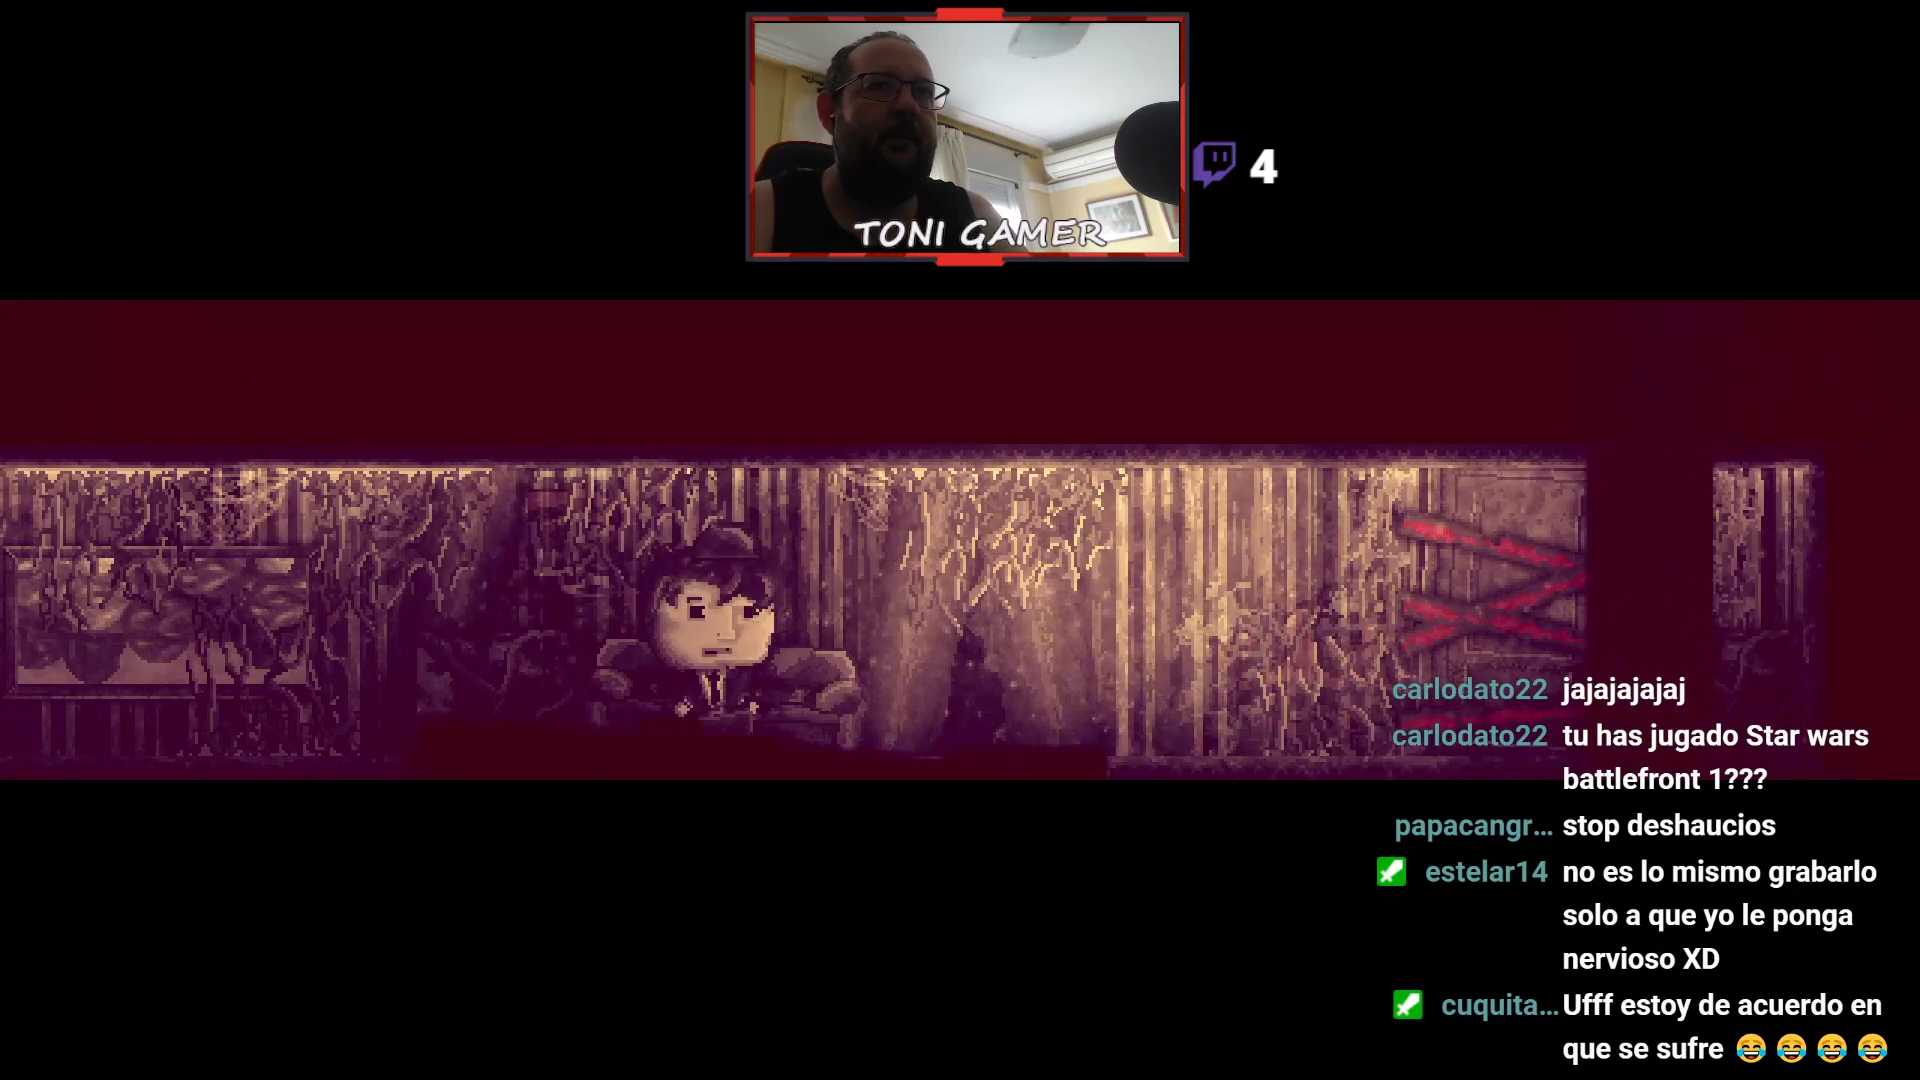 TONI GAMER
4
carlodato22 jajajajajaj
carlodato22 tu has jugado Star wars
battlefront 1???
papacangr… stop deshaucios
estelar14 no es lo mismo grabarlo
solo a que yo le ponga
nervioso XD
cuquita… Ufff estoy de acuerdo en
que se sufre 😂 😂 😂 😂